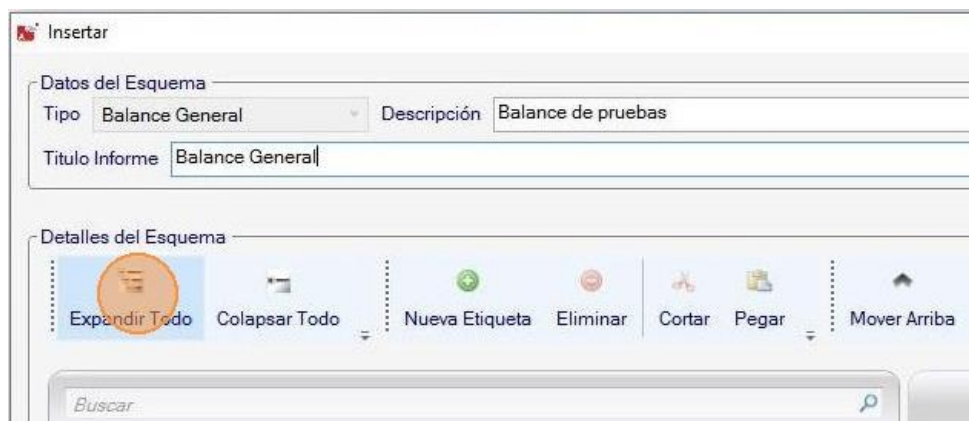 Insertar
Datos del Esquema
Tipo Balance General Descripción Balance de pruebas
Titulo Informe Balance General
Detalles del Esquema
Expandir Todo Colapsar Todo Nueva Etiqueta Eliminar Cortar Pegar Mover Arriba
Buscar